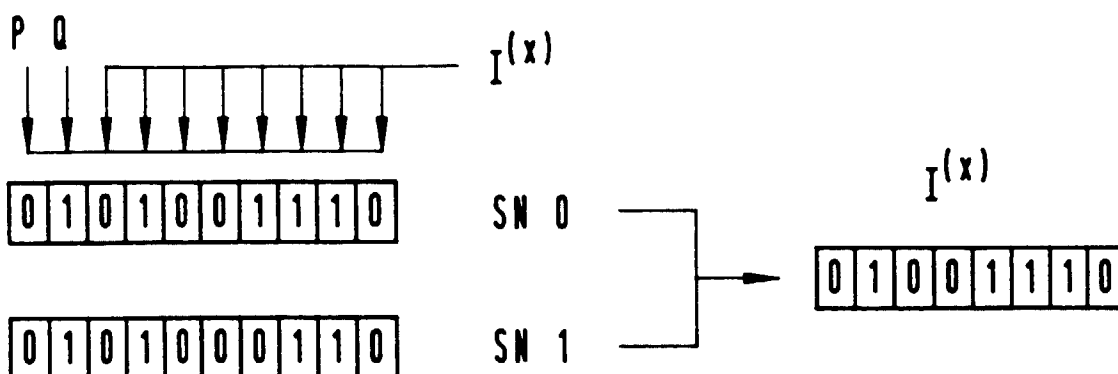 P Q
I(x)
0 1 0 1 0 0 1 1 1 0 SN 0
I(x)
0 1 0 0 1 1 1 0
0 1 0 1 0 0 0 1 1 0 SN 1